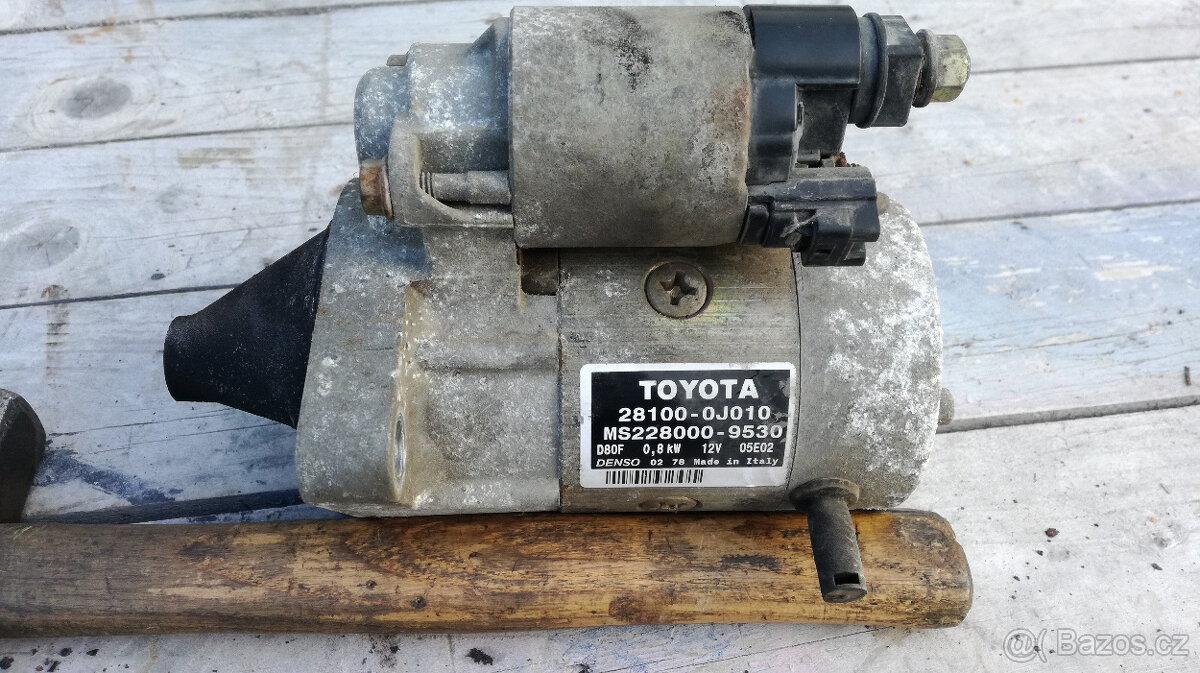 TOYOTA
28100-0J010
MS228000-9530
D80F 0,8 kW 12V 05E02
DENSO 02 78 Made in Italy
@ Bazos.cz